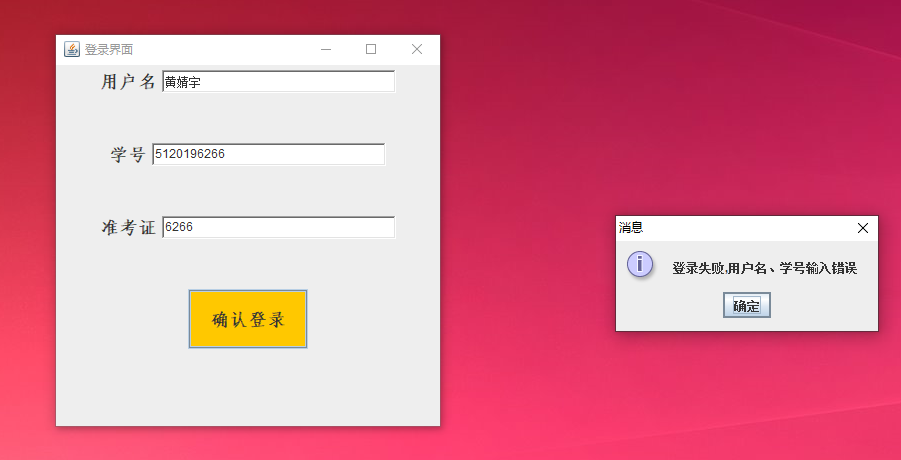 登录界面
用户名 黄婧宇
学号 5120196266
准考证 6266
确认登录
消息
登录失败,用户名、学号输入错误
确定